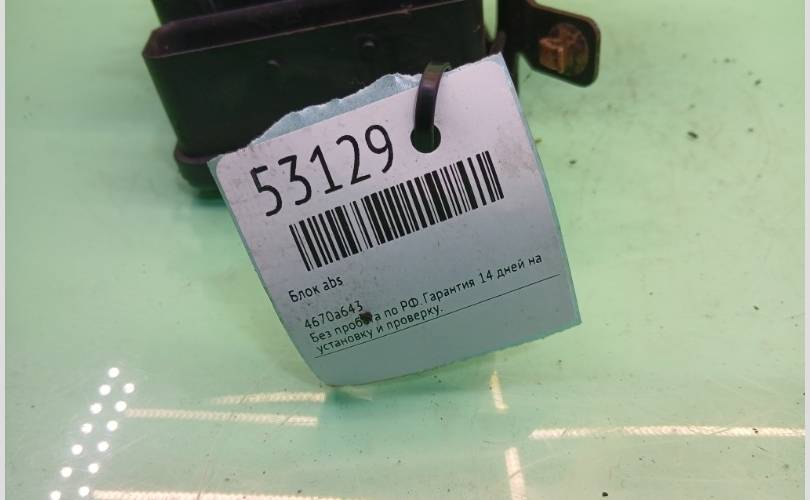 53129
Блок abs
4670a643
Без пробега по РФ. Гарантия 14 дней на
установку и проверку.